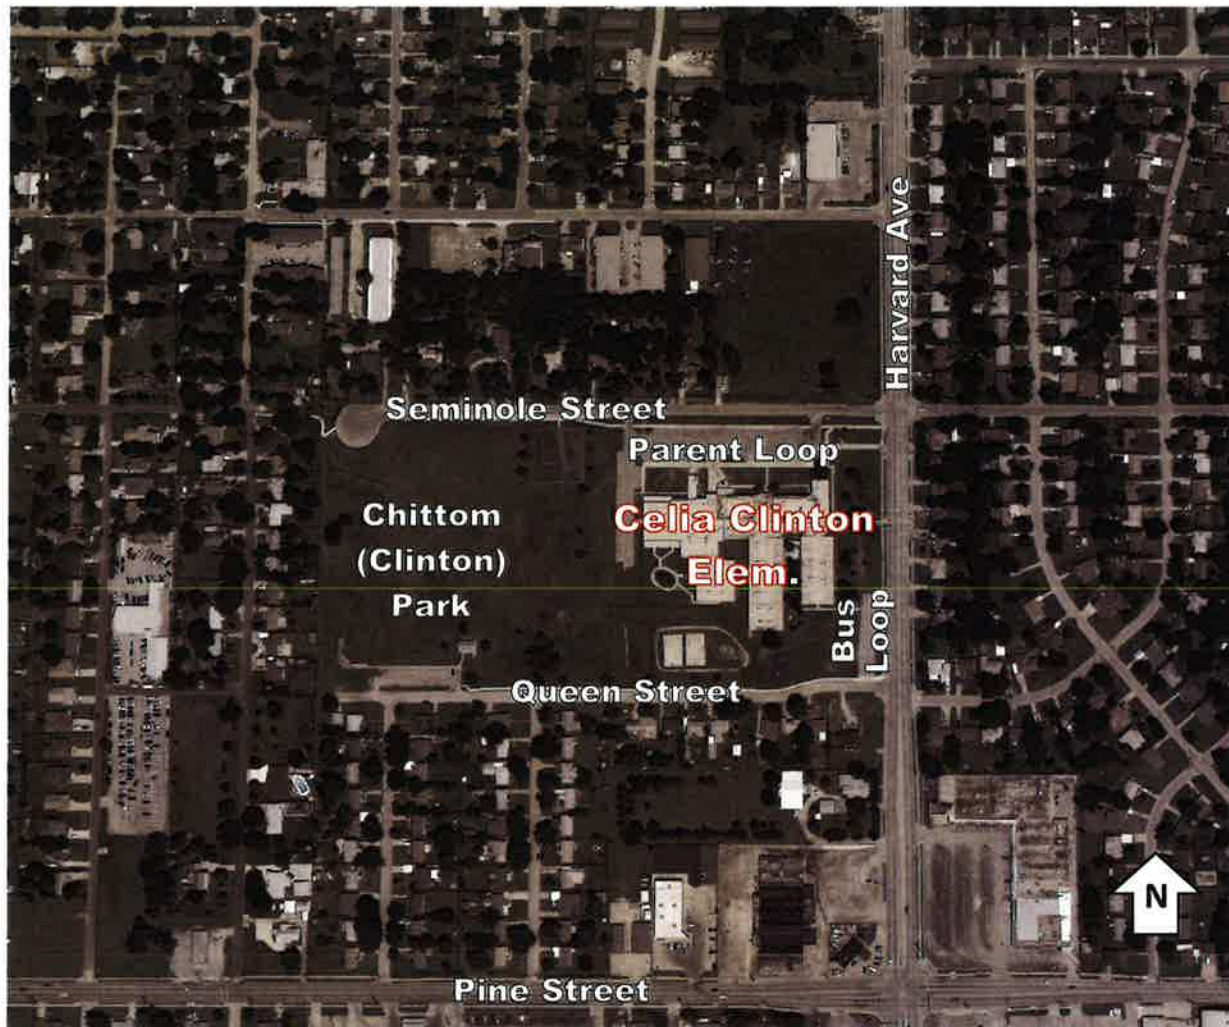 Harvard Ave
Seminole Street
Parent Loop
Celia Clinton
Elem.
Chittom
(Clinton)
Park
Bus
Loop
Queen Street
N
Pine Street